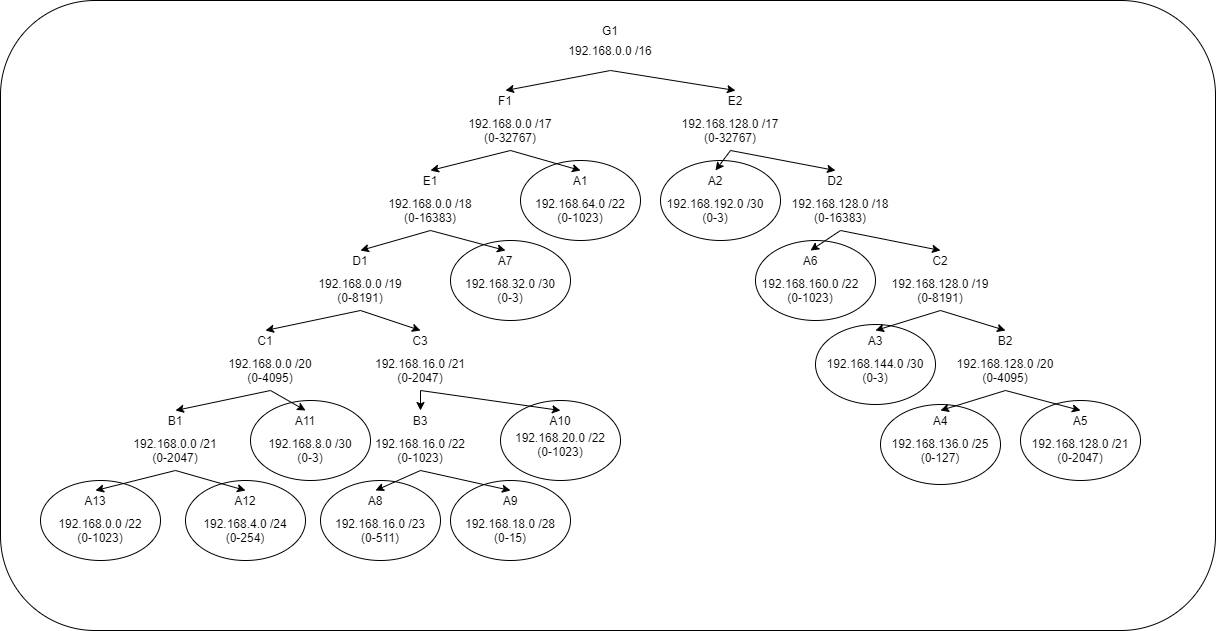 G1
192.168.0.0 /16
F1
192.168.0.0 /17
(0-32767)
E2
192.168.128.0 /17
(0-32767)
E1
192.168.0.0 /18
(0-16383)
A1
192.168.64.0 /22
(0-1023)
A2
192.168.192.0 /30
(0-3)
D2
192.168.128.0 /18
(0-16383)
D1
192.168.0.0 /19
(0-8191)
A7
192.168.32.0 /30
(0-3)
A6
192.168.160.0 /22
(0-1023)
C2
192.168.128.0 /19
(0-8191)
C1
192.168.0.0 /20
(0-4095)
C3
192.168.16.0 /21
(0-2047)
A3
192.168.144.0 /30
(0-3)
B2
192.168.128.0 /20
(0-4095)
B1
192.168.0.0 /21
(0-2047)
A11
192.168.8.0 /30
(0-3)
B3
192.168.16.0 /22
(0-1023)
A10
192.168.20.0 /22
(0-1023)
A4
192.168.136.0 /25
(0-127)
A5
192.168.128.0 /21
(0-2047)
A13
192.168.0.0 /22
(0-1023)
A12
192.168.4.0 /24
(0-254)
A8
192.168.16.0 /23
(0-511)
A9
192.168.18.0 /28
(0-15)